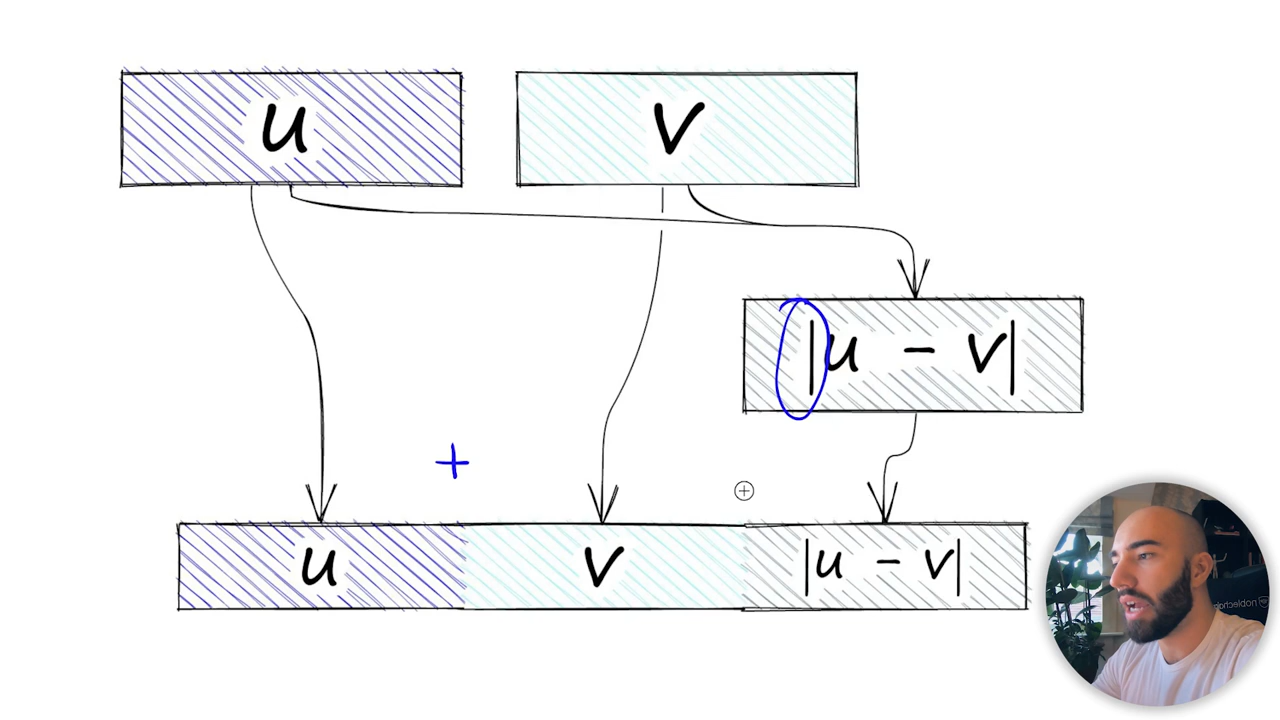 u v
|u - v|
+
u v |u - v|